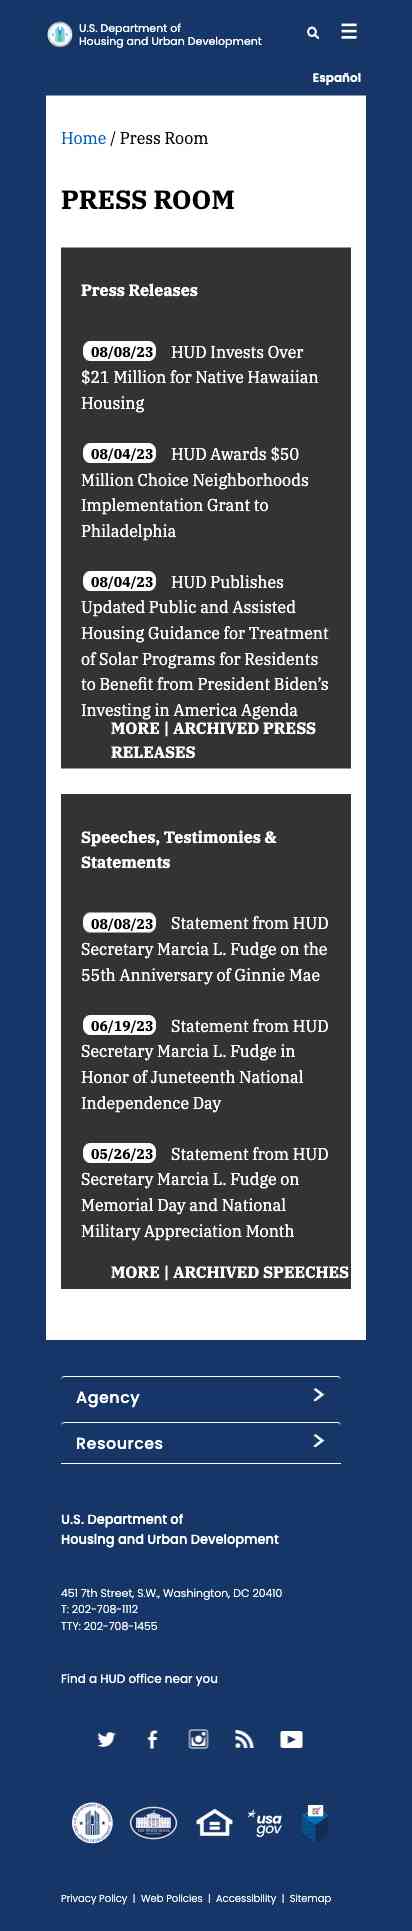 U.S. Department of
Housing and Urban Development
Español
Home / Press Room
PRESS ROOM
Press Releases
08/08/23 HUD Invests Over
$21 Million for Native Hawaiian
Housing
08/04/23 HUD Awards $50
Million Choice Neighborhoods
Implementation Grant to
Philadelphia
08/04/23 HUD Publishes
Updated Public and Assisted
Housing Guidance for Treatment
of Solar Programs for Residents
to Benefit from President Biden's
Investing in America Agenda
MORE | ARCHIVED PRESS
RELEASES
Speeches, Testimonies &
Statements
08/08/23 Statement from HUD
Secretary Marcia L. Fudge on the
55th Anniversary of Ginnie Mae
06/19/23 Statement from HUD
Secretary Marcia L. Fudge in
Honor of Juneteenth National
Independence Day
05/26/23 Statement from HUD
Secretary Marcia L. Fudge on
Memorial Day and National
Military Appreciation Month
MORE | ARCHIVED SPEECHES
Agency
Resources
U.S. Department of
Housing and Urban Development
451 7th Street, S.W., Washington, DC 20410
T: 202-708-1112
TTY: 202-708-1455
Find a HUD office near you
usa
gov
Privacy Policy | Web Policies | Accessibility | Sitemap